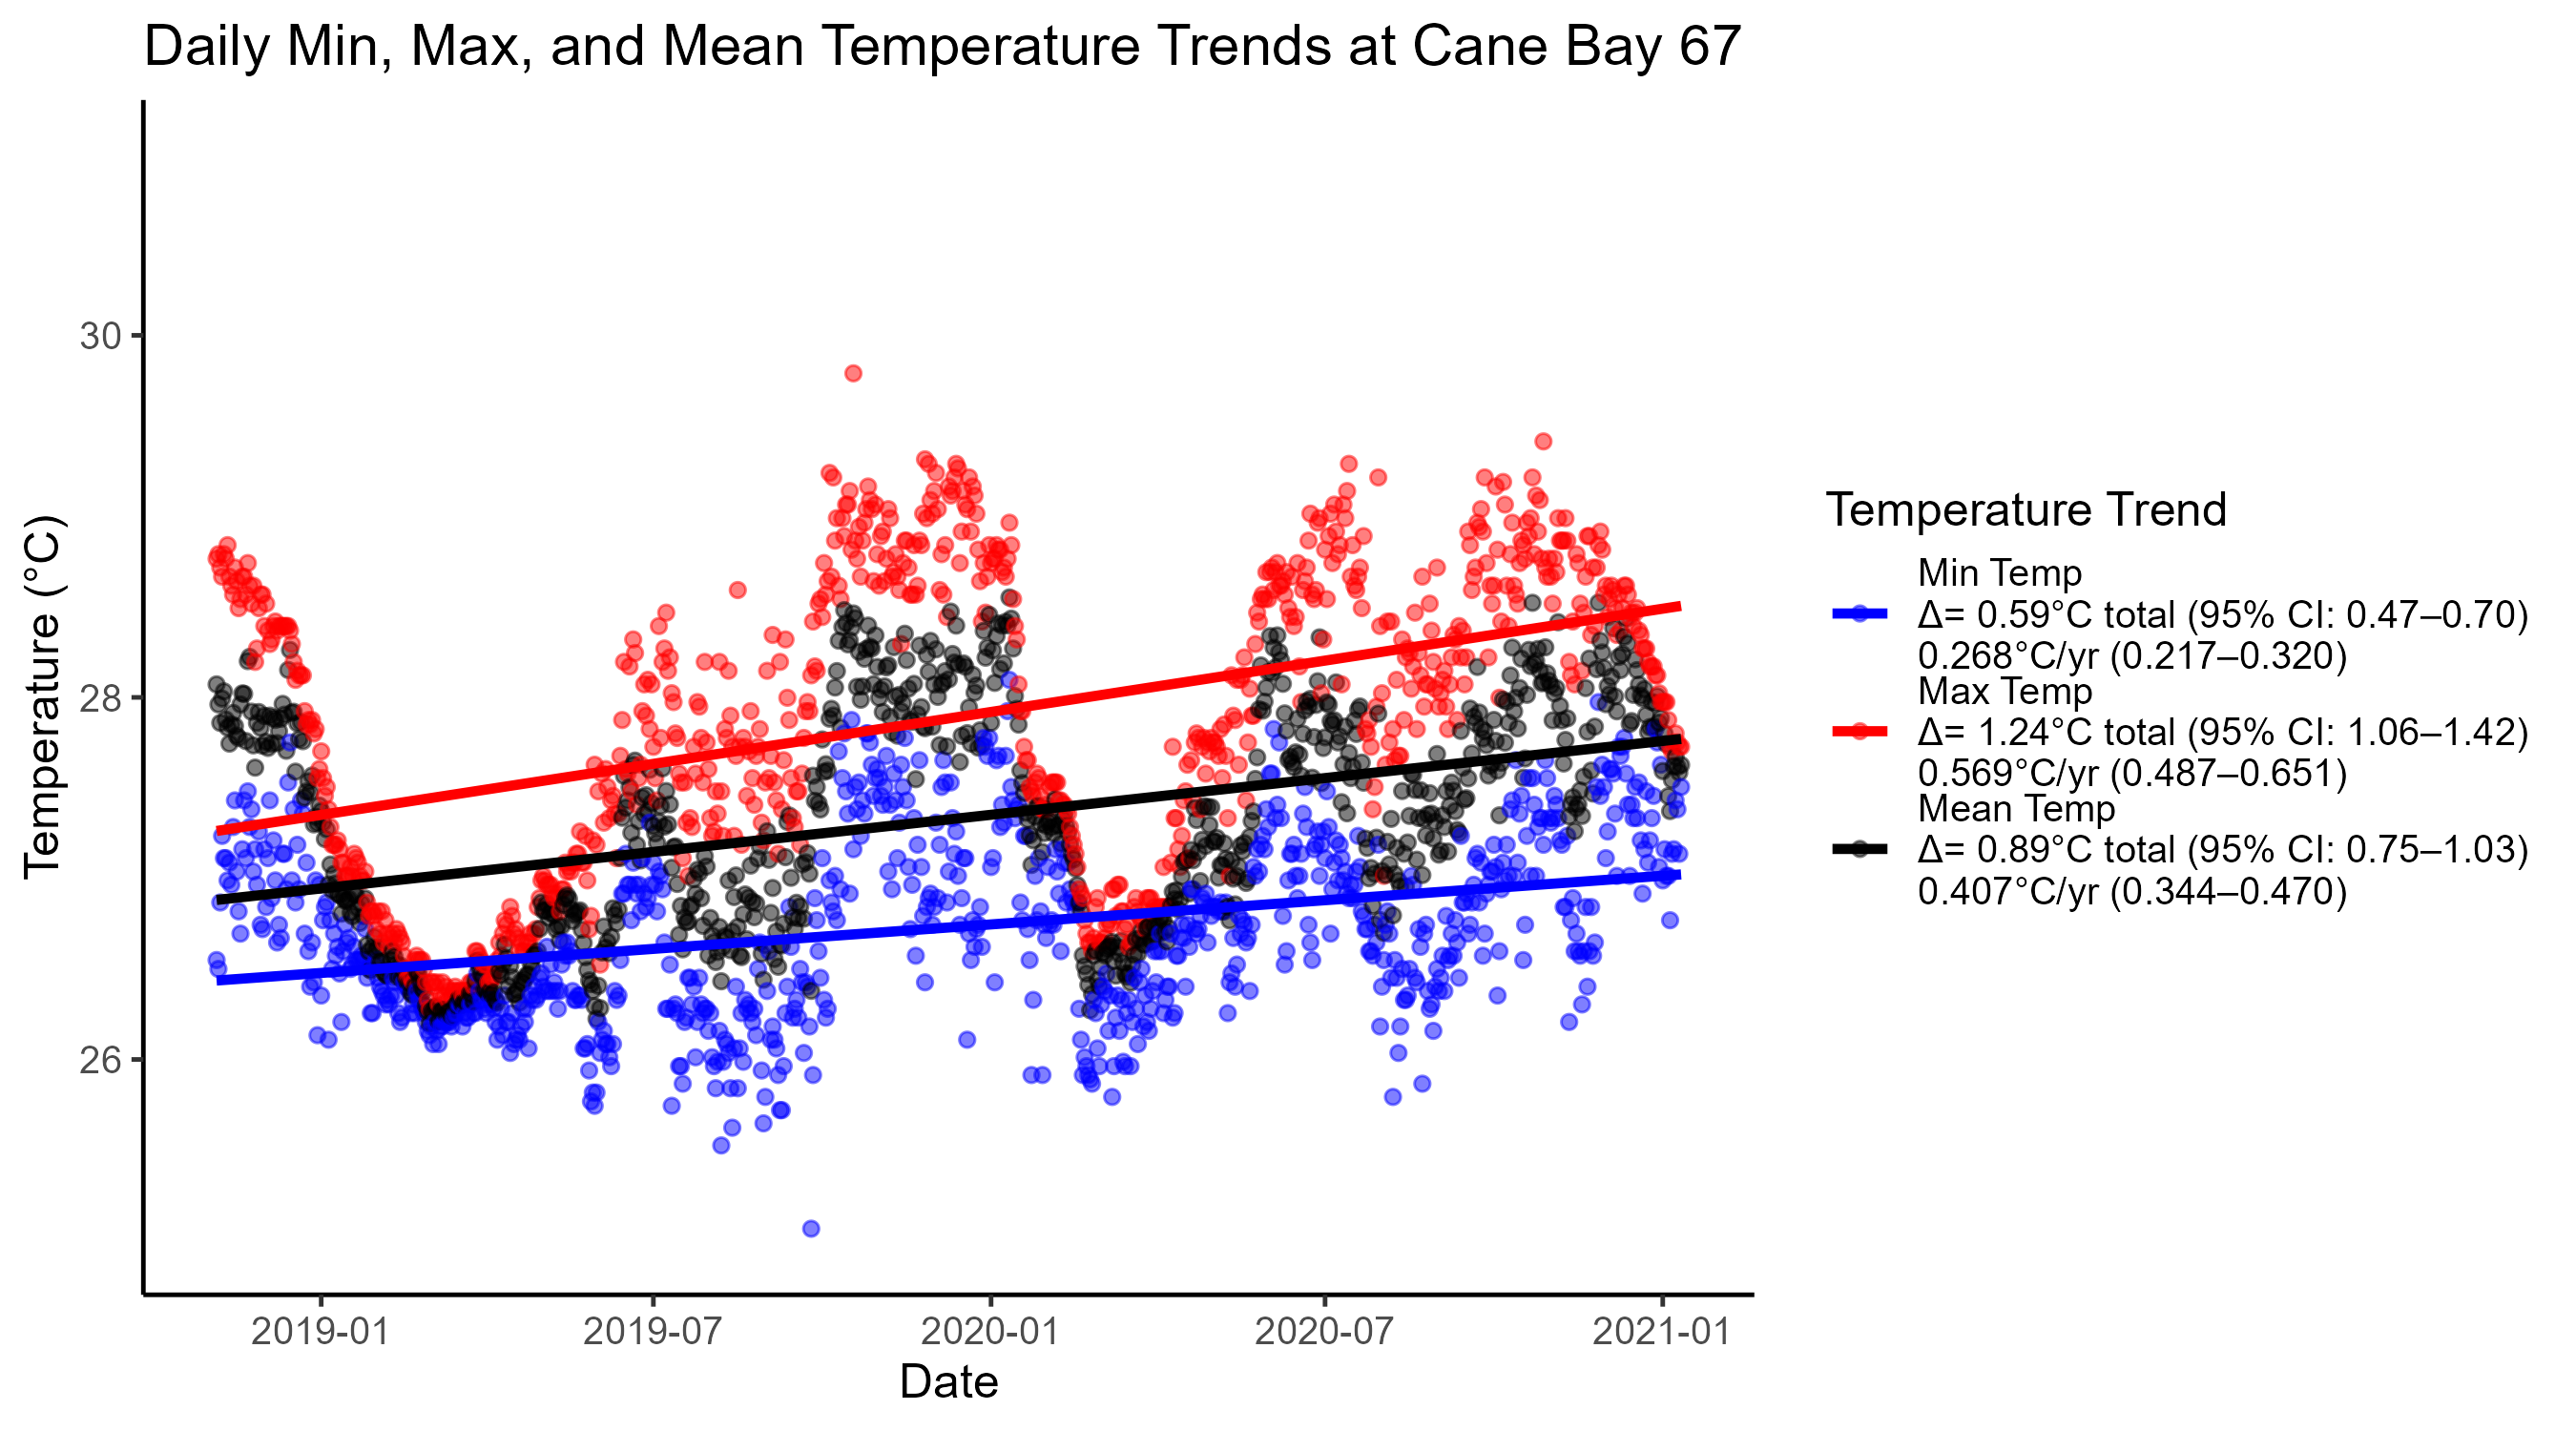 Daily Min, Max, and Mean Temperature Trends at Cane Bay 67
Temperature (°C)
30
28
26
2019-01
2019-07
2020-01
2020-07
2021-01
Date
Temperature Trend
Min Temp
Δ= 0.59°C total (95% CI: 0.47–0.70)
0.268°C/yr (0.217–0.320)
Max Temp
Δ= 1.24°C total (95% CI: 1.06–1.42)
0.569°C/yr (0.487–0.651)
Mean Temp
Δ= 0.89°C total (95% CI: 0.75–1.03)
0.407°C/yr (0.344–0.470)